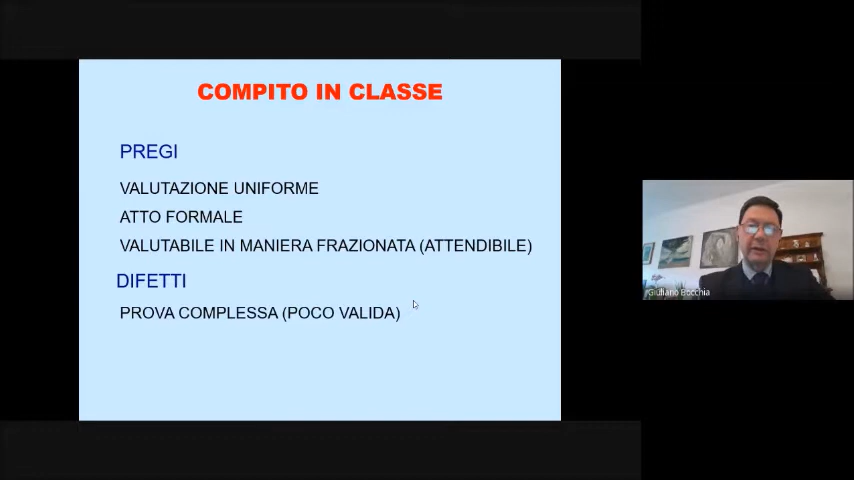 COMPITO IN CLASSE
PREGI
VALUTAZIONE UNIFORME
ATTO FORMALE
VALUTABILE IN MANIERA FRAZIONATA (ATTENDIBILE)
DIFETTI
PROVA COMPLESSA (POCO VALIDA)
Giuliano Bocchia